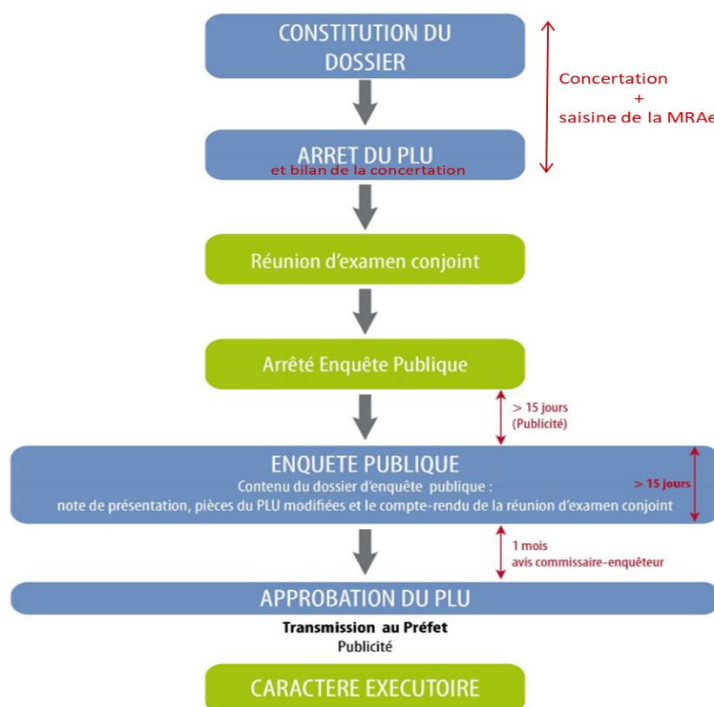 CONSTITUTION DU
DOSSIER
Concertation
+
saisine de la MRAe
ARRET DU PLU
et bilan de la concertation
Réunion d'examen conjoint
Arrêté Enquête Publique
> 15 jours
(Publicité)
ENQUETE PUBLIQUE
Contenu du dossier d'enquête publique :
note de présentation, pièces du PLU modifiées et le compte-rendu de la réunion d'examen conjoint
> 15 jours
1 mois
avis commissaire-enquêteur
APPROBATION DU PLU
Transmission au Préfet
Publicité
CARACTERE EXECUTOIRE